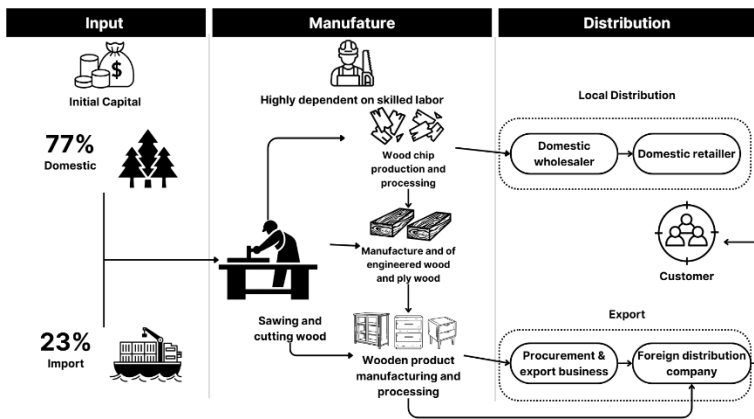 Input
Manufature
Distribution
$
Initial Capital
77%
Domestic
23%
Import
Highly dependent on skilled labor
Wood chip
production and
processing
Manufacture and of
engineered wood
and ply wood
Sawing and
cutting wood
Wooden product
manufacturing and
processing
Local Distribution
Domestic
wholesaler
Domestic retailler
Customer
Export
Procurement &
export business
Foreign distribution
company